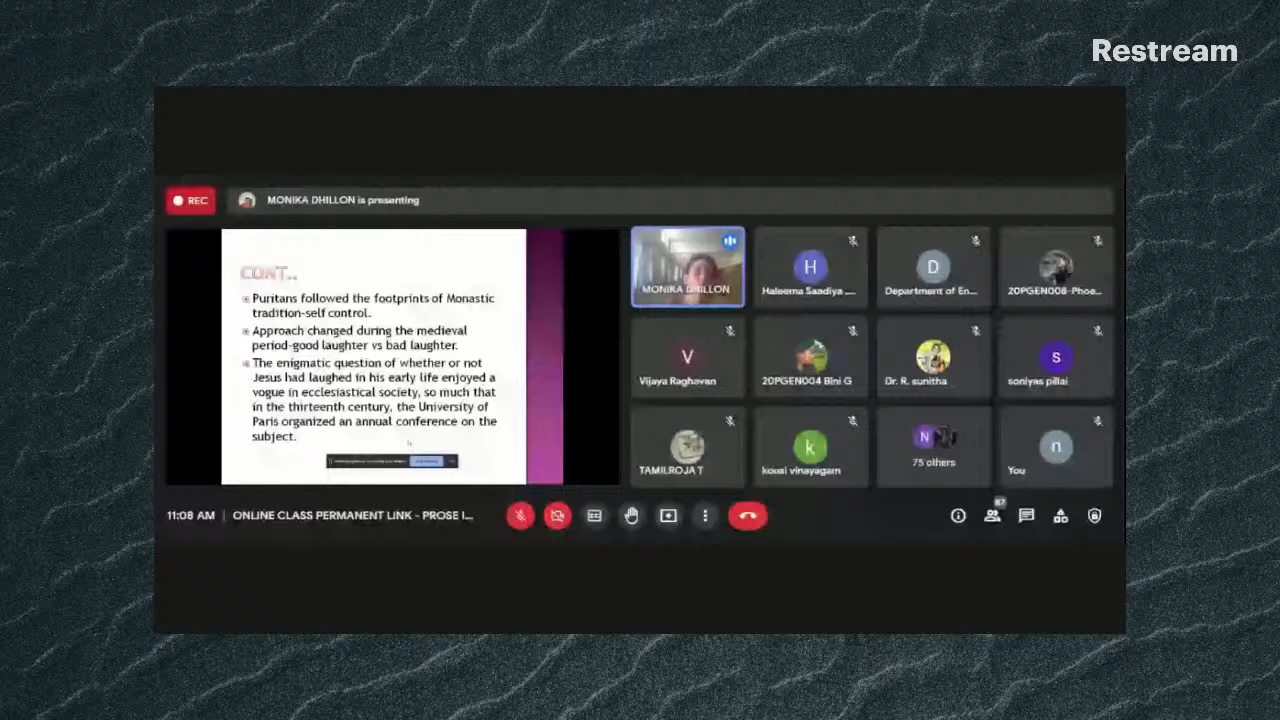 Restream
REC
MONIKA DHILLON is presenting
CONT..
Puritans followed the footprints of Monastic
tradition-self control.
Approach changed during the medieval
period-good laughter vs bad laughter.
The enigmatic question of whether or not
Jesus had laughed in his early life enjoyed a
vogue in ecclesiastical society, so much that
in the thirteenth century, the University of
Paris organized an annual conference on the
subject.
MONIKA DHILLON
H
Haleema Saadiya ...
D
Department of En...
20PGEN008-Phoe...
V
Vijaya Raghavan
20PGEN004 Bini G
Dr. R. sunitha
s
soniyas pillai
TAMILROJA T
k
kousi vinayagam
N
75 others
n
You
11:08 AM | ONLINE CLASS PERMANENT LINK - PROSE I...
87